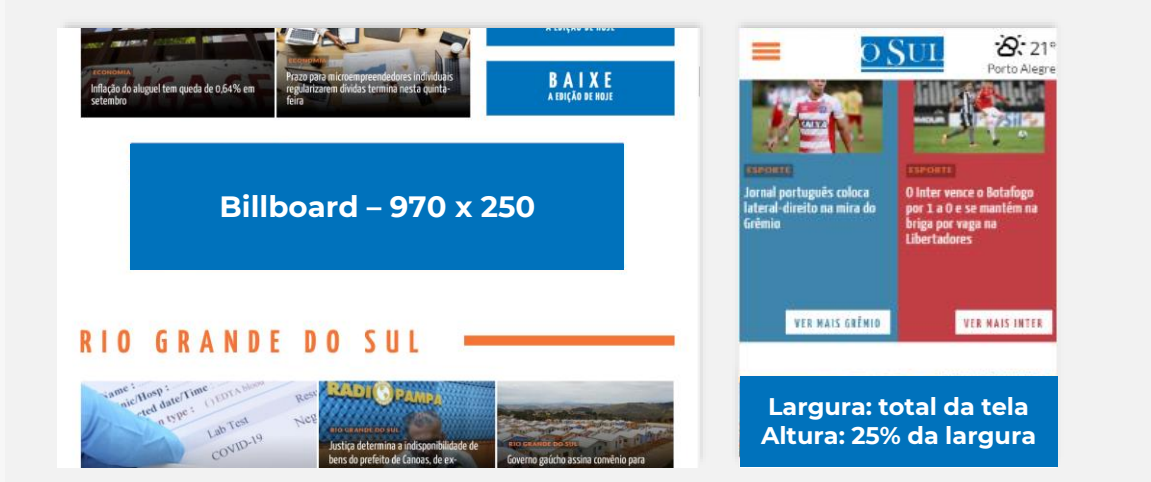 A EDIÇÃO DE HOJE
ECONOMIA
Inflação do aluguel tem queda de 0,64% em
setembro
ECONOMIA
Prazo para microempreendedores individuais
regularizarem dívidas termina nesta quinta-
feira
BAIXE
A EDIÇÃO DE HOJE
Billboard – 970 x 250
RIO GRANDE DO SUL
Name :
Lab Test
COVID-19
RADIO PAMPA
RIO GRANDE DO SUL
Justiça determina a indisponibilidade de
bens do prefeito de Canoas, de ex-
RIO GRANDE DO SUL
Governo gaúcho assina convênio para
O SUL
21°
Porto Alegre
CAIXA
ESPORTE
Jornal português coloca
lateral-direito na mira do
Grêmio
VER MAIS GRÊMIO
ESPORTE
O Inter vence o Botafogo
por 1 a 0 e se mantém na
briga por vaga na
Libertadores
VER MAIS INTER
Largura: total da tela
Altura: 25% da largura